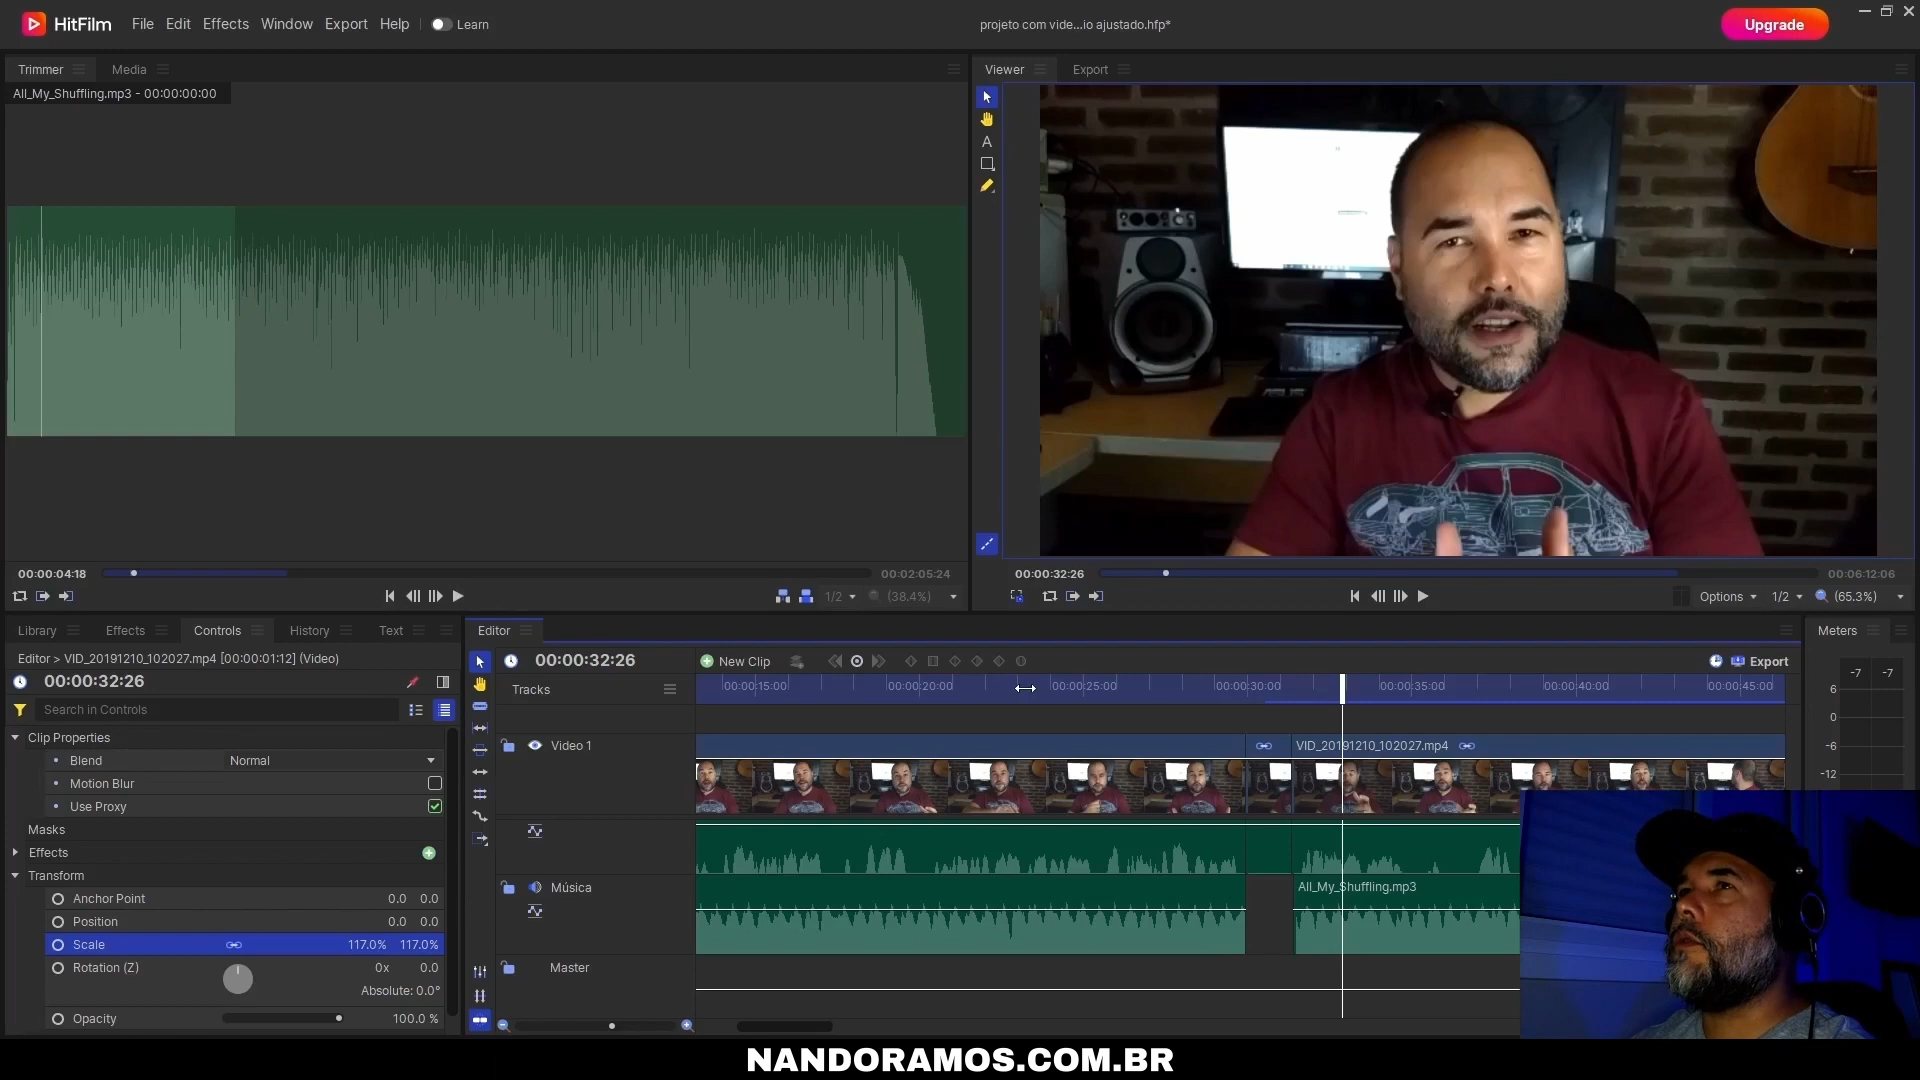 HitFilm File Edit Effects Window Export Help Learn projeto com vide...io ajustado.hfp* Upgrade
Trimmer Media Viewer Export
All_My_Shuffling.mp3 - 00:00:00:00
A
00:00:04:18 00:02:05:24 00:00:32:26 00:06:12:06
1/2 (38.4%) Options 1/2 (65.3%)
Library Effects Controls History Text Editor Meters
Editor > VID_20191210_102027.mp4 [00:00:01:12] (Video) 00:00:32:26 New Clip Export
00:00:32:26 -7 -7
Tracks 00:00:15:00 00:00:20:00 00:00:25:00 00:00:30:00 00:00:35:00 00:00:40:00 00:00:45:00 6
Search in Controls 0
Clip Properties Video 1 VID_20191210_102027.mp4 -6
Blend Normal
Motion Blur -12
Use Proxy
Masks
Effects
Transform Música All_My_Shuffling.mp3
Anchor Point 0.0 0.0
Position 0.0 0.0
Scale 117.0% 117.0%
Rotation (Z) 0x 0.0 Master
Absolute: 0.0°
Opacity 100.0 %
NANDORAMOS.COM.BR